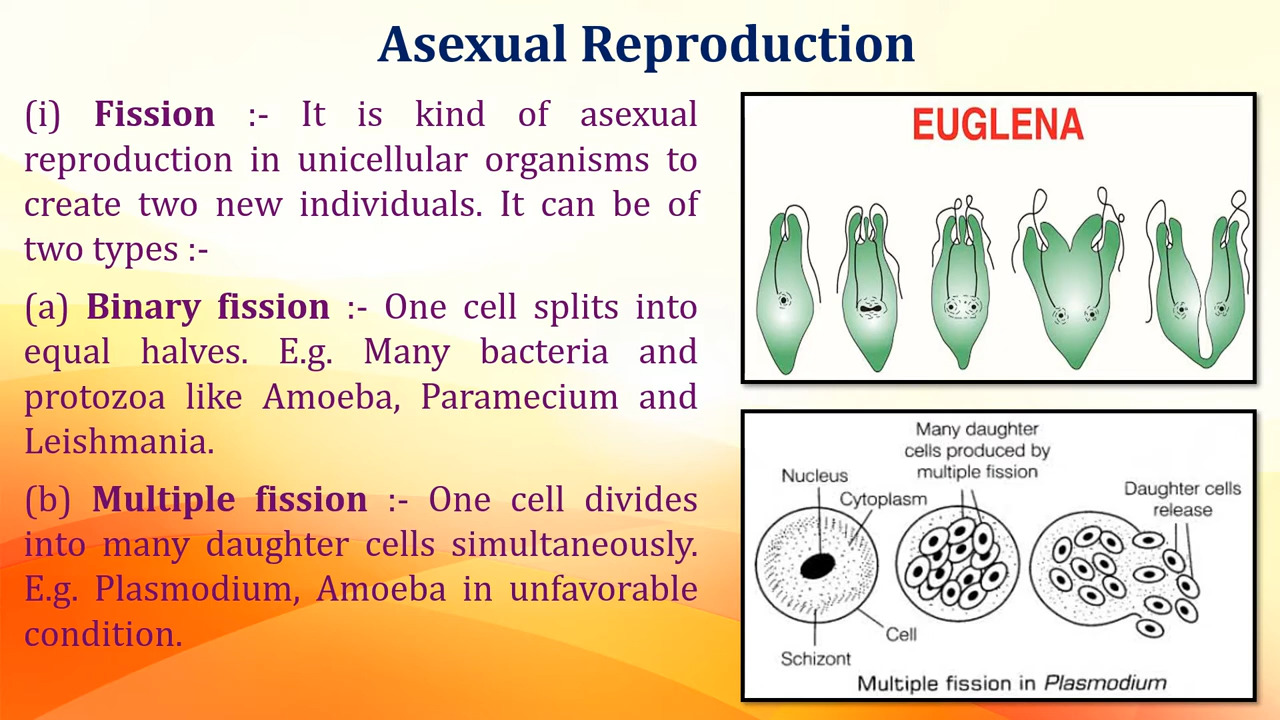 Asexual Reproduction
(i) Fission :- It is kind of asexual
reproduction in unicellular organisms to
create two new individuals. It can be of
two types :-
(a) Binary fission :- One cell splits into
equal halves. E.g. Many bacteria and
protozoa like Amoeba, Paramecium and
Leishmania.
(b) Multiple fission :- One cell divides
into many daughter cells simultaneously.
E.g. Plasmodium, Amoeba in unfavorable
condition.
EUGLENA
Many daughter
cells produced by
multiple fission
Nucleus
Cytoplasm
Daughter cells
release
Cell
Schizont
Multiple fission in Plasmodium